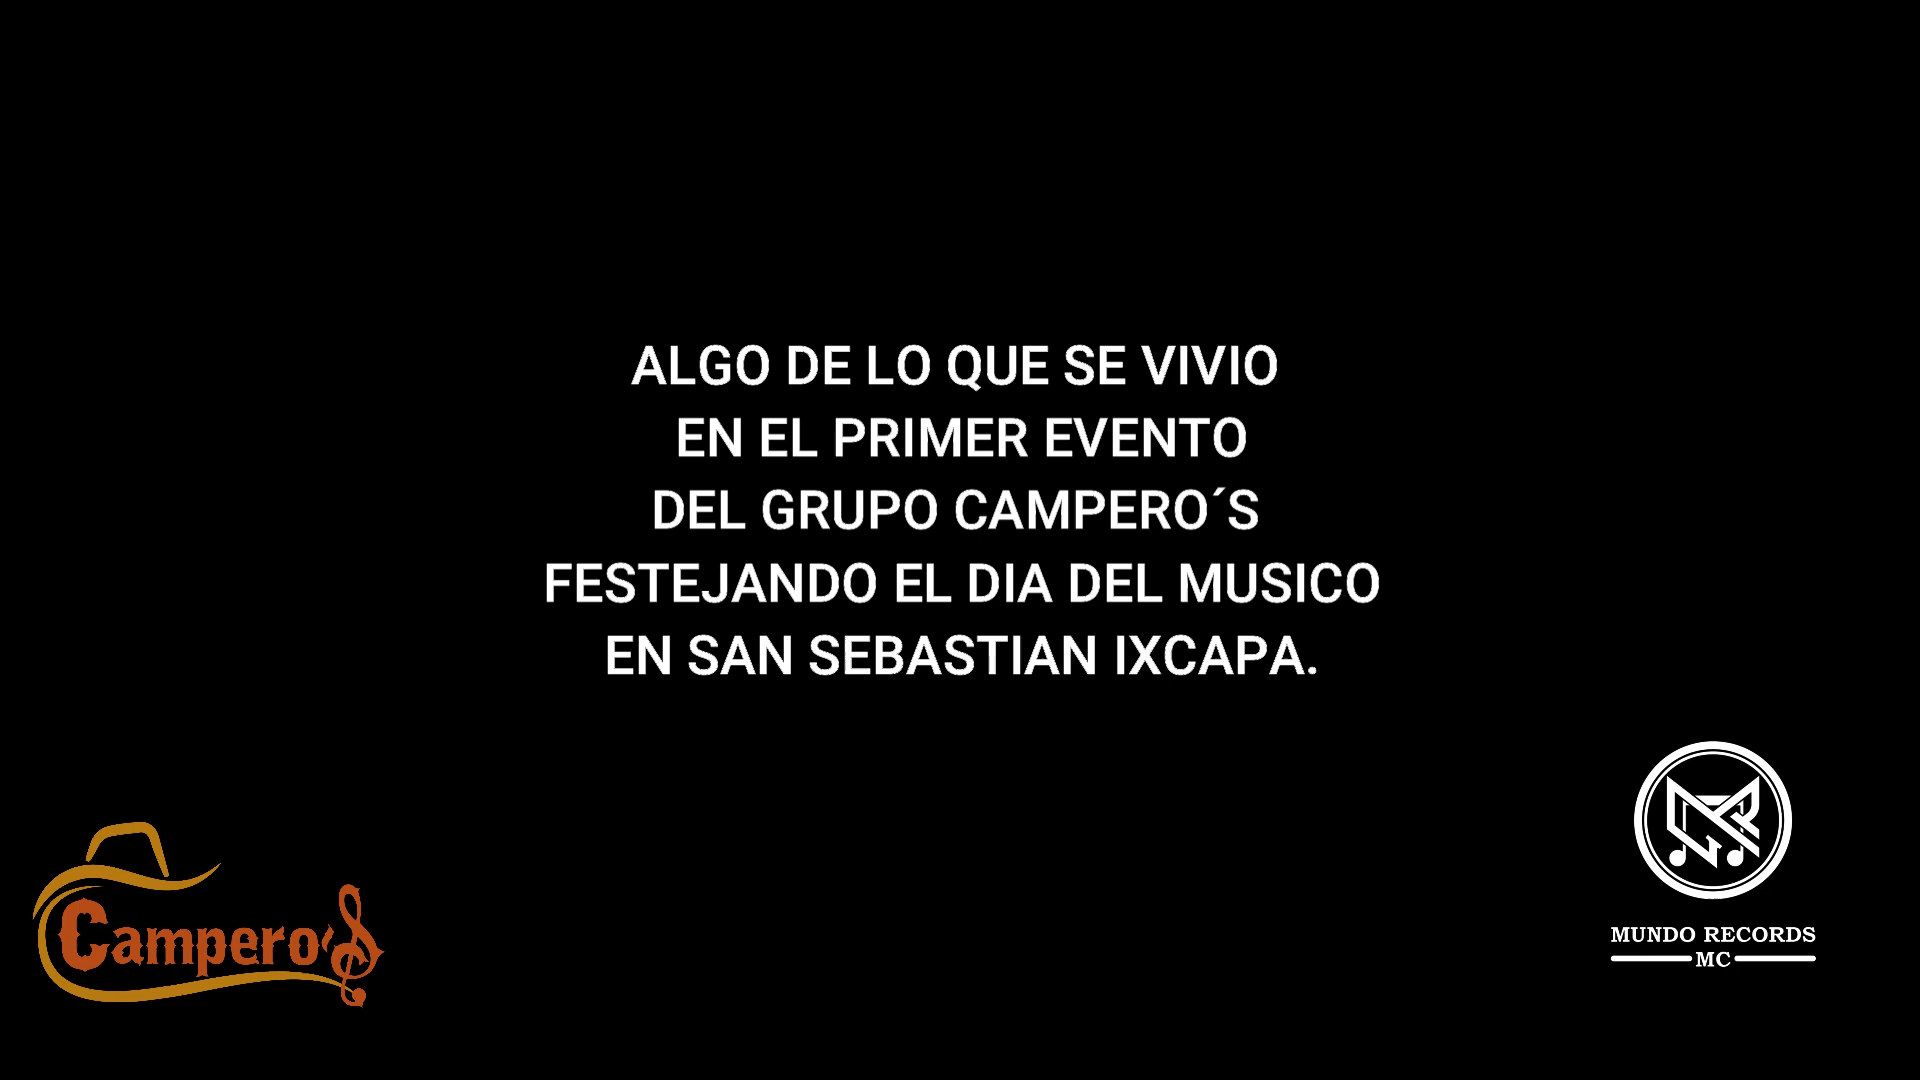 ALGO DE LO QUE SE VIVIO
EN EL PRIMER EVENTO
DEL GRUPO CAMPERO´S
FESTEJANDO EL DIA DEL MUSICO
EN SAN SEBASTIAN IXCAPA.
Campero's
MUNDO RECORDS
MC